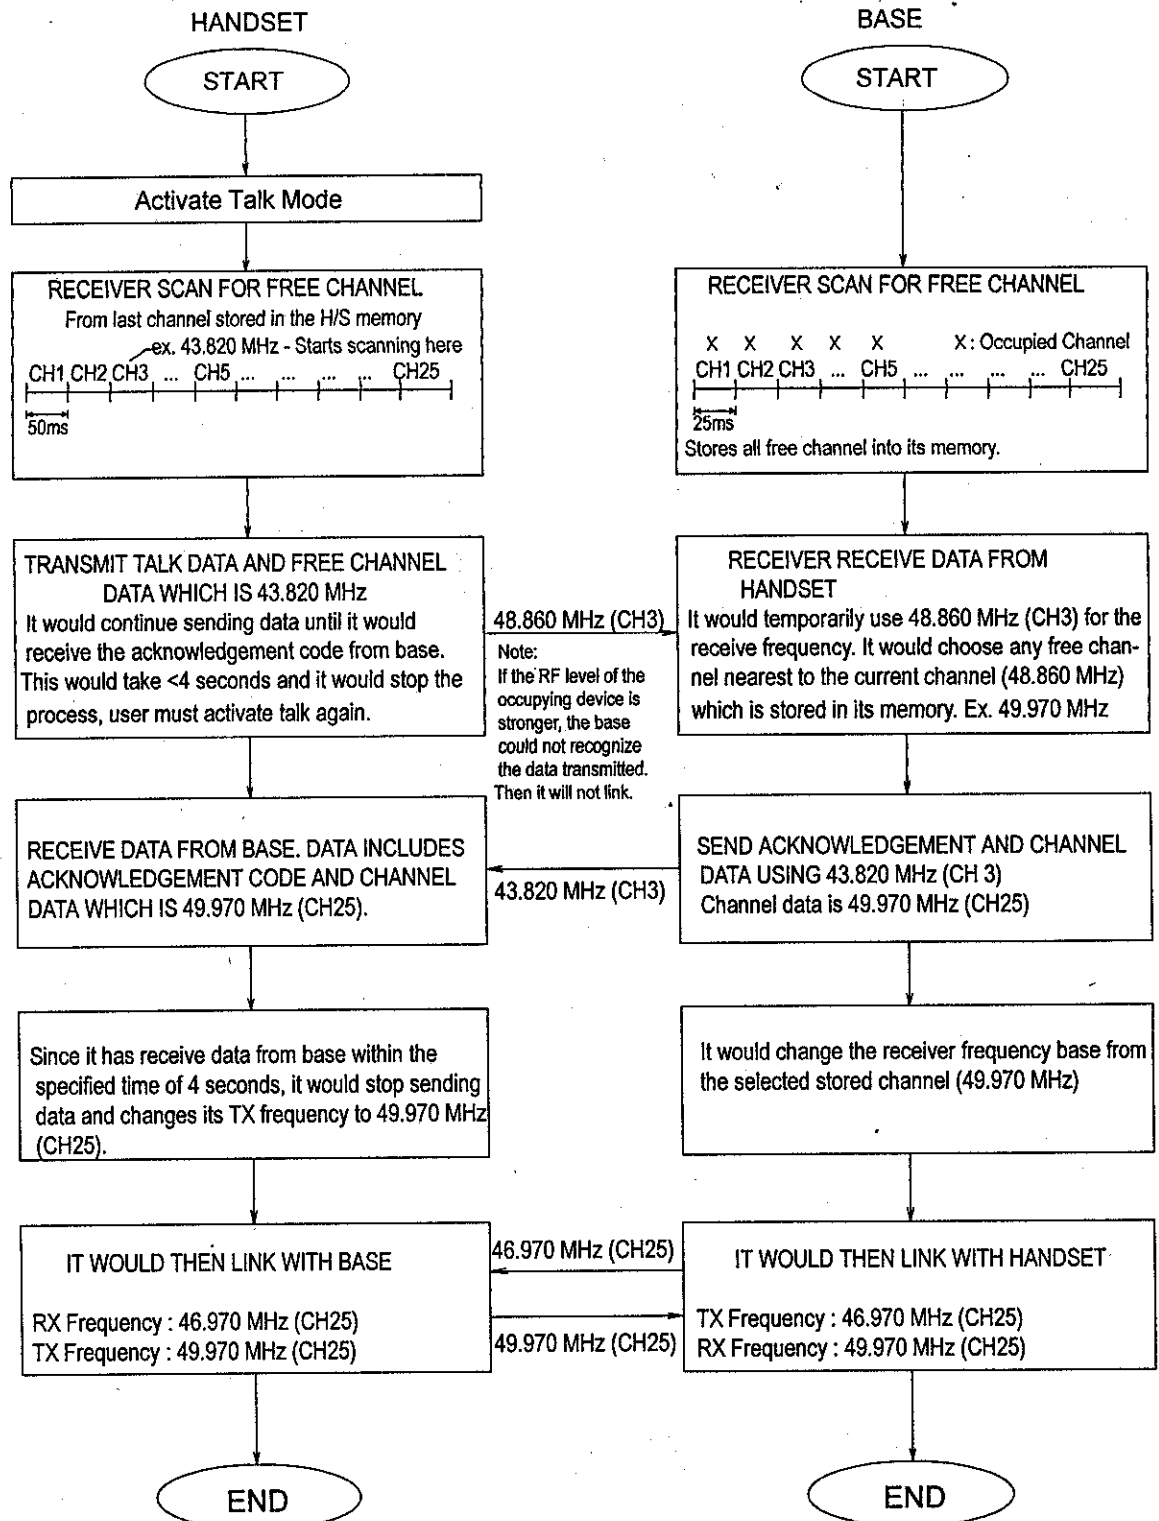 HANDSET
START
Activate Talk Mode
RECEIVER SCAN FOR FREE CHANNEL
From last channel stored in the H/S memory
ex. 43.820 MHz - Starts scanning here
CH1 CH2 CH3 ... CH5 ... ... ... ... CH25
50ms
TRANSMIT TALK DATA AND FREE CHANNEL
DATA WHICH IS 43.820 MHz
It would continue sending data until it would
receive the acknowledgement code from base.
This would take <4 seconds and it would stop the
process, user must activate talk again.
48.860 MHz (CH3)
Note:
If the RF level of the
occupying device is
stronger, the base
could not recognize
the data transmitted.
Then it will not link.
RECEIVE DATA FROM BASE. DATA INCLUDES
ACKNOWLEDGEMENT CODE AND CHANNEL
DATA WHICH IS 49.970 MHz (CH25).
43.820 MHz (CH3)
Since it has receive data from base within the
specified time of 4 seconds, it would stop sending
data and changes its TX frequency to 49.970 MHz
(CH25).
IT WOULD THEN LINK WITH BASE
RX Frequency : 46.970 MHz (CH25)
TX Frequency : 49.970 MHz (CH25)
46.970 MHz (CH25)
49.970 MHz (CH25)
END
BASE
START
RECEIVER SCAN FOR FREE CHANNEL
X X X X X X : Occupied Channel
CH1 CH2 CH3 ... CH5 ... ... ... ... CH25
25ms
Stores all free channel into its memory.
RECEIVER RECEIVE DATA FROM
HANDSET
It would temporarily use 48.860 MHz (CH3) for the
receive frequency. It would choose any free chan-
nel nearest to the current channel (48.860 MHz)
which is stored in its memory. Ex. 49.970 MHz
SEND ACKNOWLEDGEMENT AND CHANNEL
DATA USING 43.820 MHz (CH 3)
Channel data is 49.970 MHz (CH25)
It would change the receiver frequency base from
the selected stored channel (49.970 MHz)
IT WOULD THEN LINK WITH HANDSET
TX Frequency : 46.970 MHz (CH25)
RX Frequency : 49.970 MHz (CH25)
END